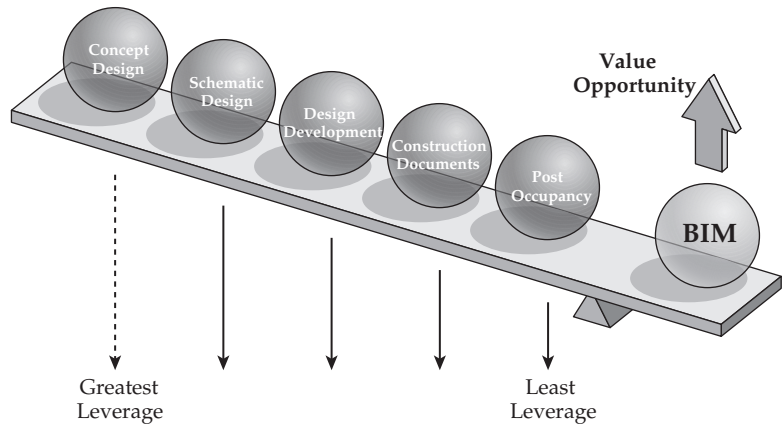 Concept
Design
Schematic
Design
Design
Development
Construction
Documents
Post
Occupancy
Value
Opportunity
BIM
Greatest
Leverage
Least
Leverage